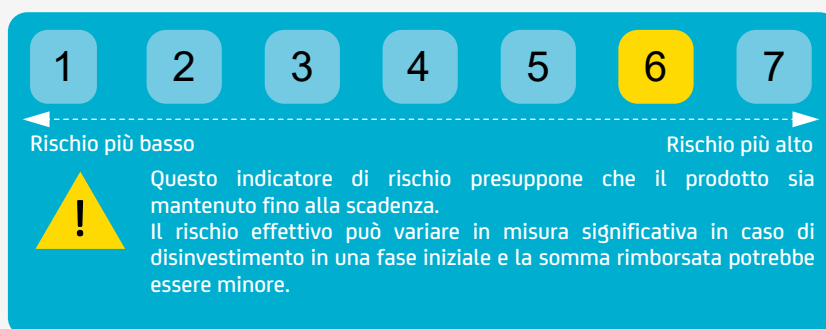 1 2 3 4 5 6 7
Rischio più basso Rischio più alto
!
Questo indicatore di rischio presuppone che il prodotto sia
mantenuto fino alla scadenza.
Il rischio effettivo può variare in misura significativa in caso di
disinvestimento in una fase iniziale e la somma rimborsata potrebbe
essere minore.